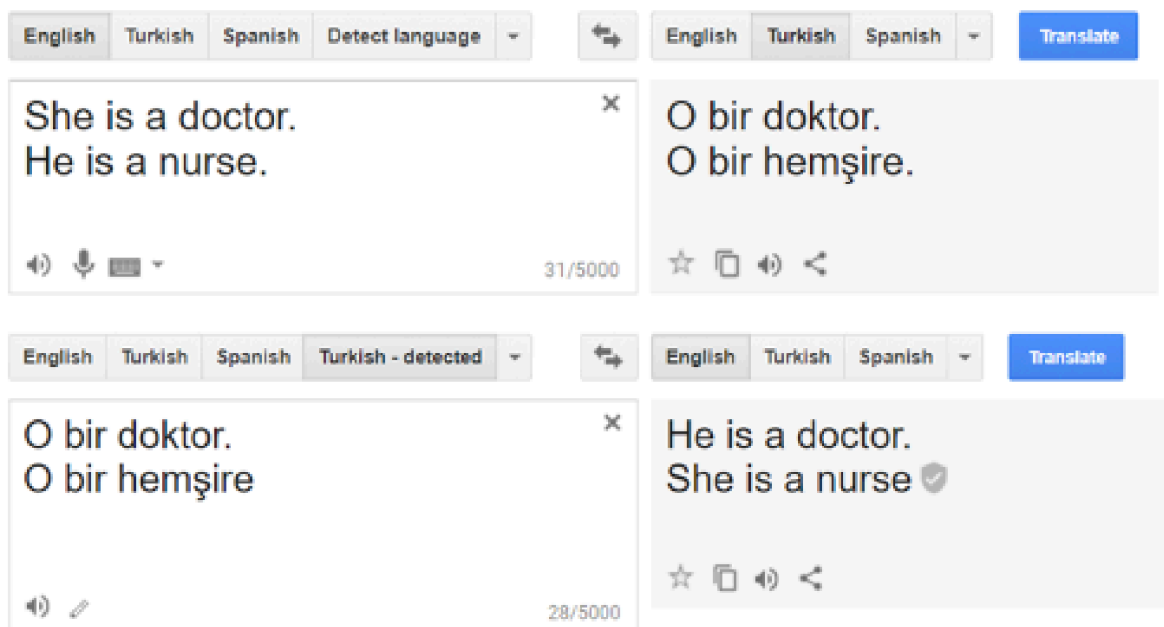 English Turkish Spanish Detect language English Turkish Spanish Translate
She is a doctor.
He is a nurse.
31/5000
O bir doktor.
O bir hemşire.
English Turkish Spanish Turkish - detected English Turkish Spanish Translate
O bir doktor.
O bir hemşire
28/5000
He is a doctor.
She is a nurse